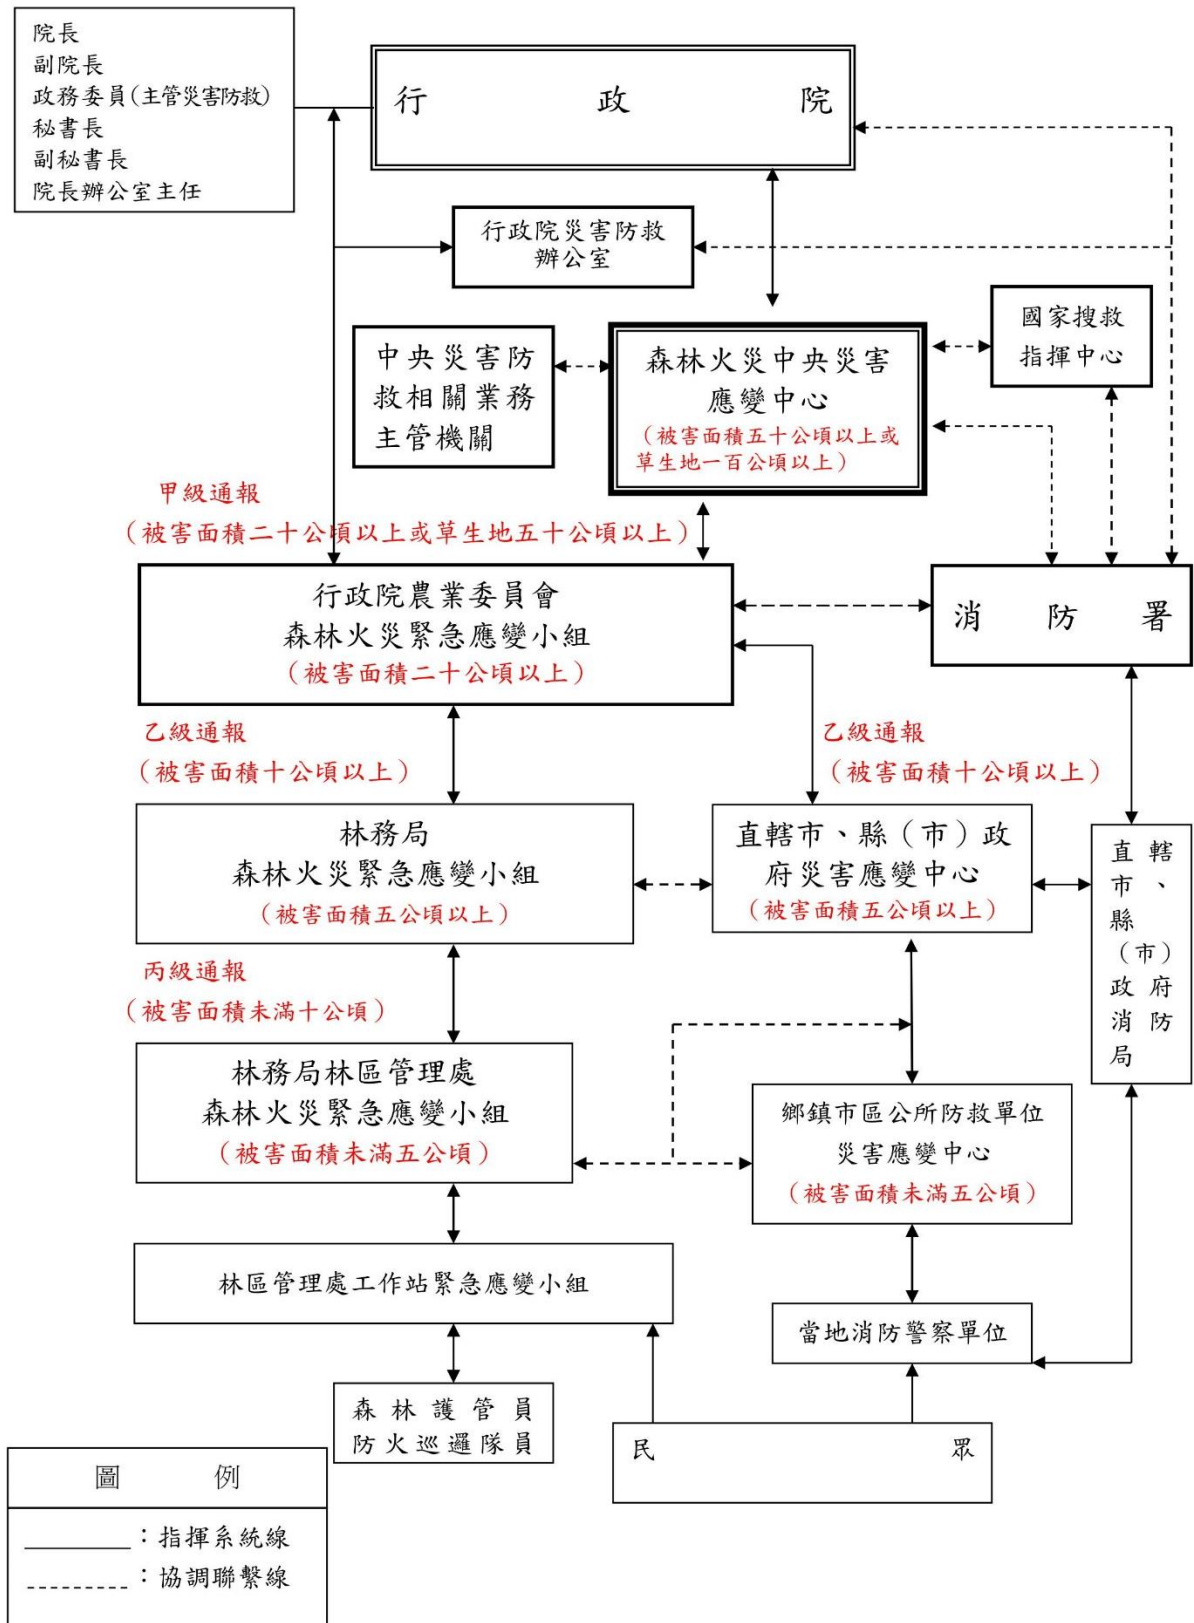 院長
副院長
政務委員(主管災害防救)
秘書長
副秘書長
院長辦公室主任
行 政 院
行政院災害防救
辦公室
國家搜救
指揮中心
中央災害防
救相關業務
主管機關
森林火災中央災害
應變中心
（被害面積五十公頃以上或
草生地一百公頃以上）
甲級通報
（被害面積二十公頃以上或草生地五十公頃以上）
行政院農業委員會
森林火災緊急應變小組
（被害面積二十公頃以上）
消 防 署
乙級通報
（被害面積十公頃以上）
乙級通報
（被害面積十公頃以上）
林務局
森林火災緊急應變小組
（被害面積五公頃以上）
直轄市、縣（市）政
府災害應變中心
（被害面積五公頃以上）
直轄
市、
縣
（市）
政府
消防
局
丙級通報
（被害面積未滿十公頃）
林務局林區管理處
森林火災緊急應變小組
（被害面積未滿五公頃）
鄉鎮市區公所防救單位
災害應變中心
（被害面積未滿五公頃）
林區管理處工作站緊急應變小組
當地消防警察單位
森林護管員
防火巡邏隊員
民 眾
圖 例
：指揮系統線
：協調聯繫線